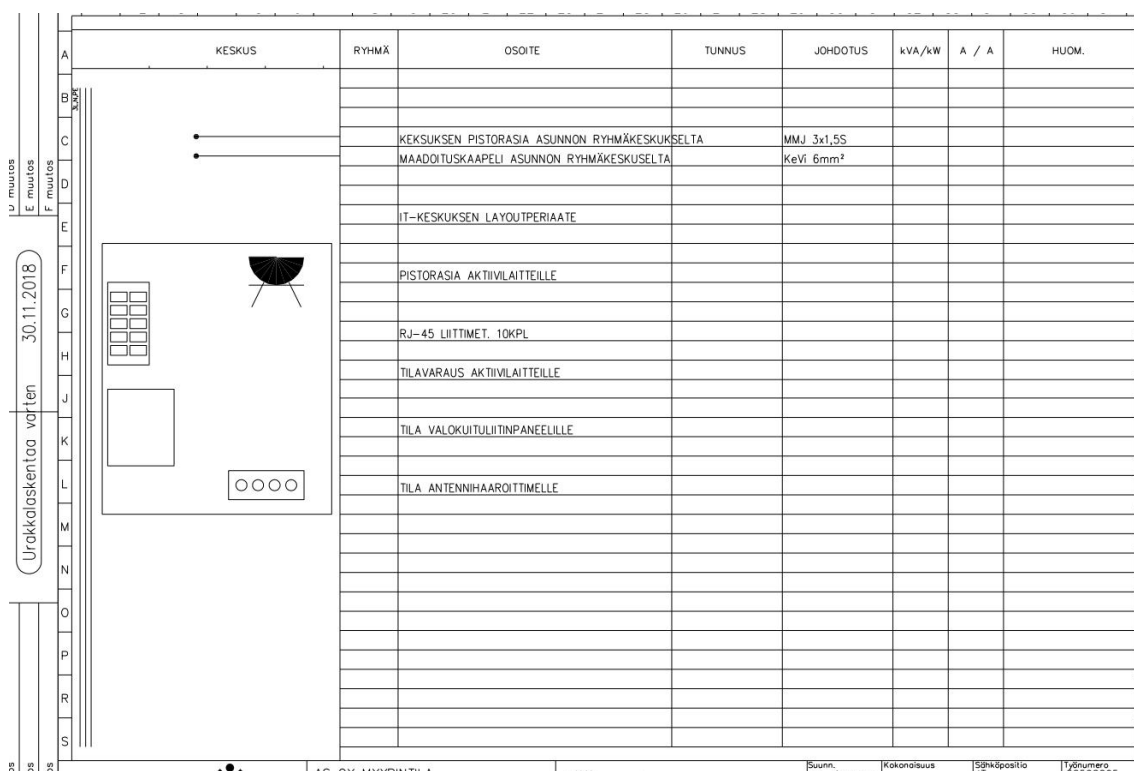 KESKUS RYHMÄ OSOITE TUNNUS JOHDOTUS kVA/kW A / A HUOM.
A
B
3L,N,PE
C
KEKSUKSEN PISTORASIA ASUNNON RYHMÄKESKUKSELTA MMJ 3x1,5S
MAADOITUSKAAPELI ASUNNON RYHMÄKESKUSELTA KeVi 6mm²
D
E
IT-KESKUKSEN LAYOUTPERIAATE
F
PISTORASIA AKTIIVILAITTEILLE
G
RJ-45 LIITTIMET. 10KPL
H
TILAVARAUS AKTIIVILAITTEILLE
J
K
TILA VALOKUITULIITINPANEELILLE
L
TILA ANTENNIHAAROITTIMELLE
M
N
O
P
R
S
D muutos
E muutos
F muutos
Urakkalaskentaa varten 30.11.2018
Suunn. Kokonaisuus Sähköpositio Työnumero